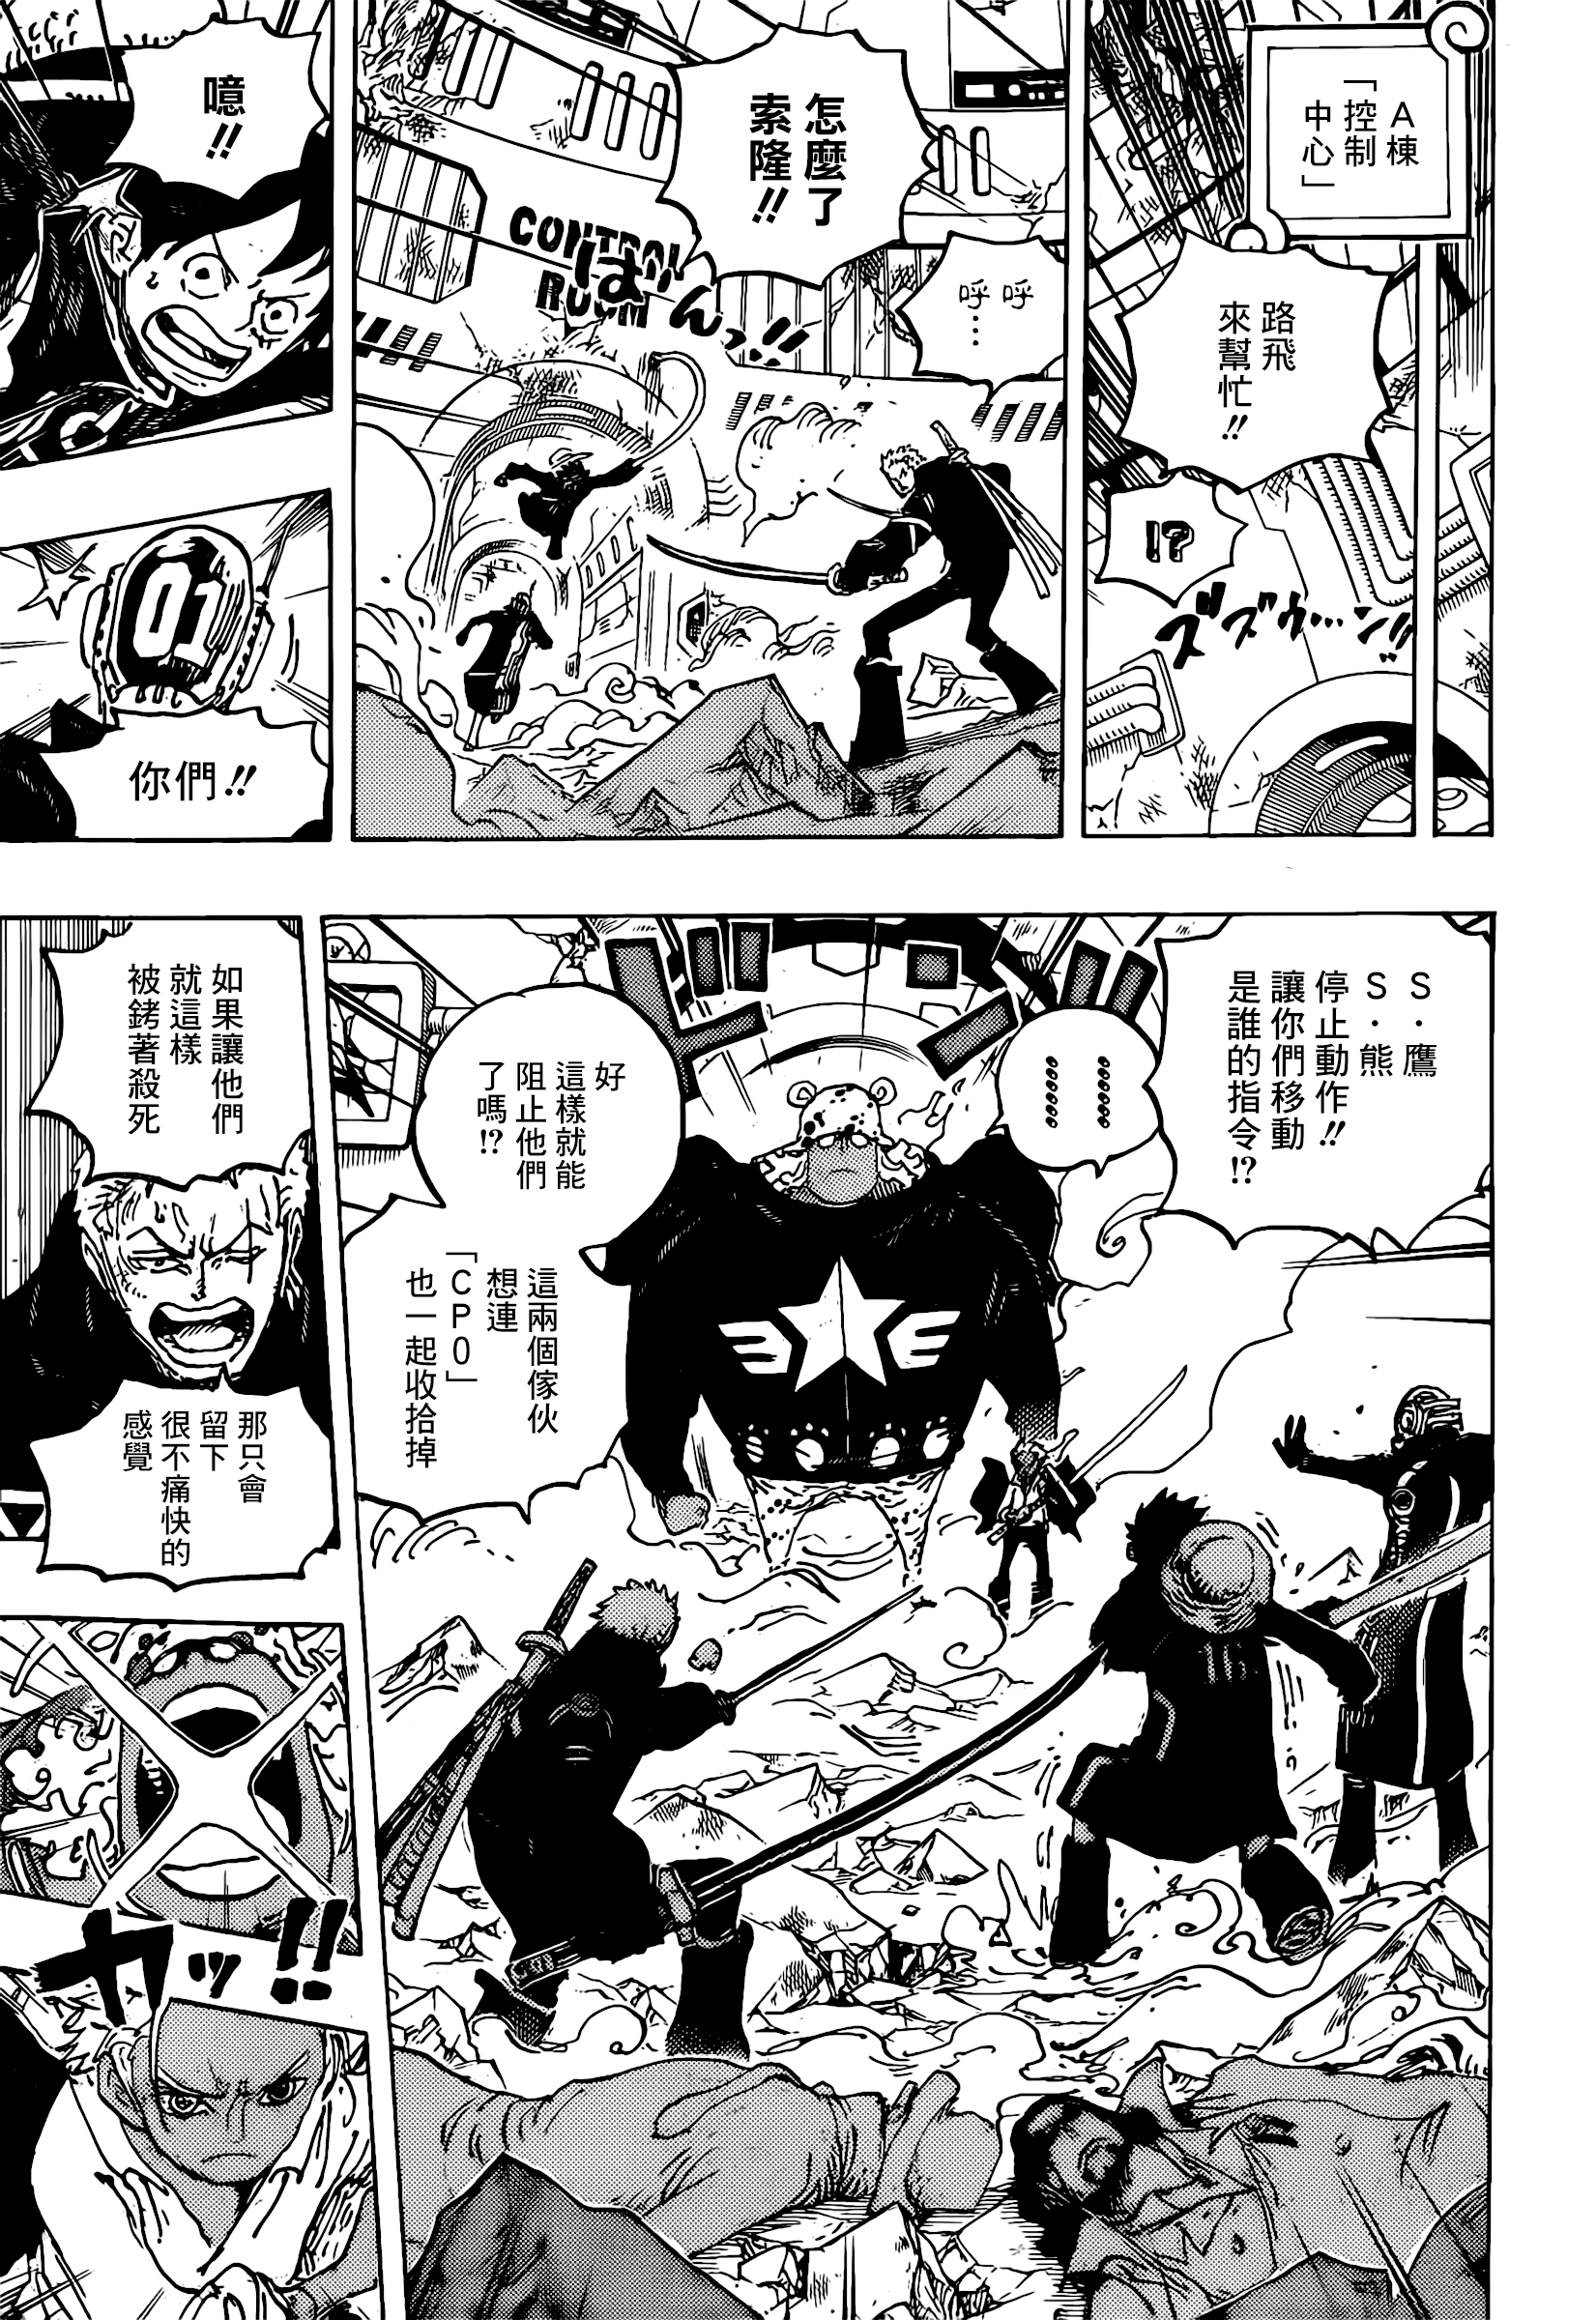 A棟
「控制
中心」
路飛
來幫忙!!
!?
ズズウ…ン!!
怎麼了
索隆!!
呼呼
…
CONTROL
ROOM
ばいんっ!!
噫!!
01
你們!!
S・鷹
S・熊
停止動作!!
讓你們移動
是誰的指令!?
………
………
好
這樣就能
阻止他們
了嗎!?
這兩個傢伙
想連
「CP0」
也一起收拾掉
如果讓他們
就這樣
被銬著殺死
那只會
留下
很不痛快的
感覺
カッ!!